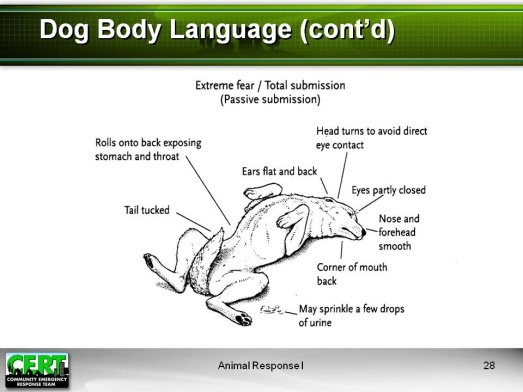 Dog Body Language (cont’d)
Extreme fear / Total submission
(Passive submission)
Head turns to avoid direct
eye contact
Rolls onto back exposing
stomach and throat
Ears flat and back
Eyes partly closed
Tail tucked
Nose and
forehead
smooth
Corner of mouth
back
May sprinkle a few drops
of urine
CERT
COMMUNITY EMERGENCY
RESPONSE TEAM
Animal Response I
28